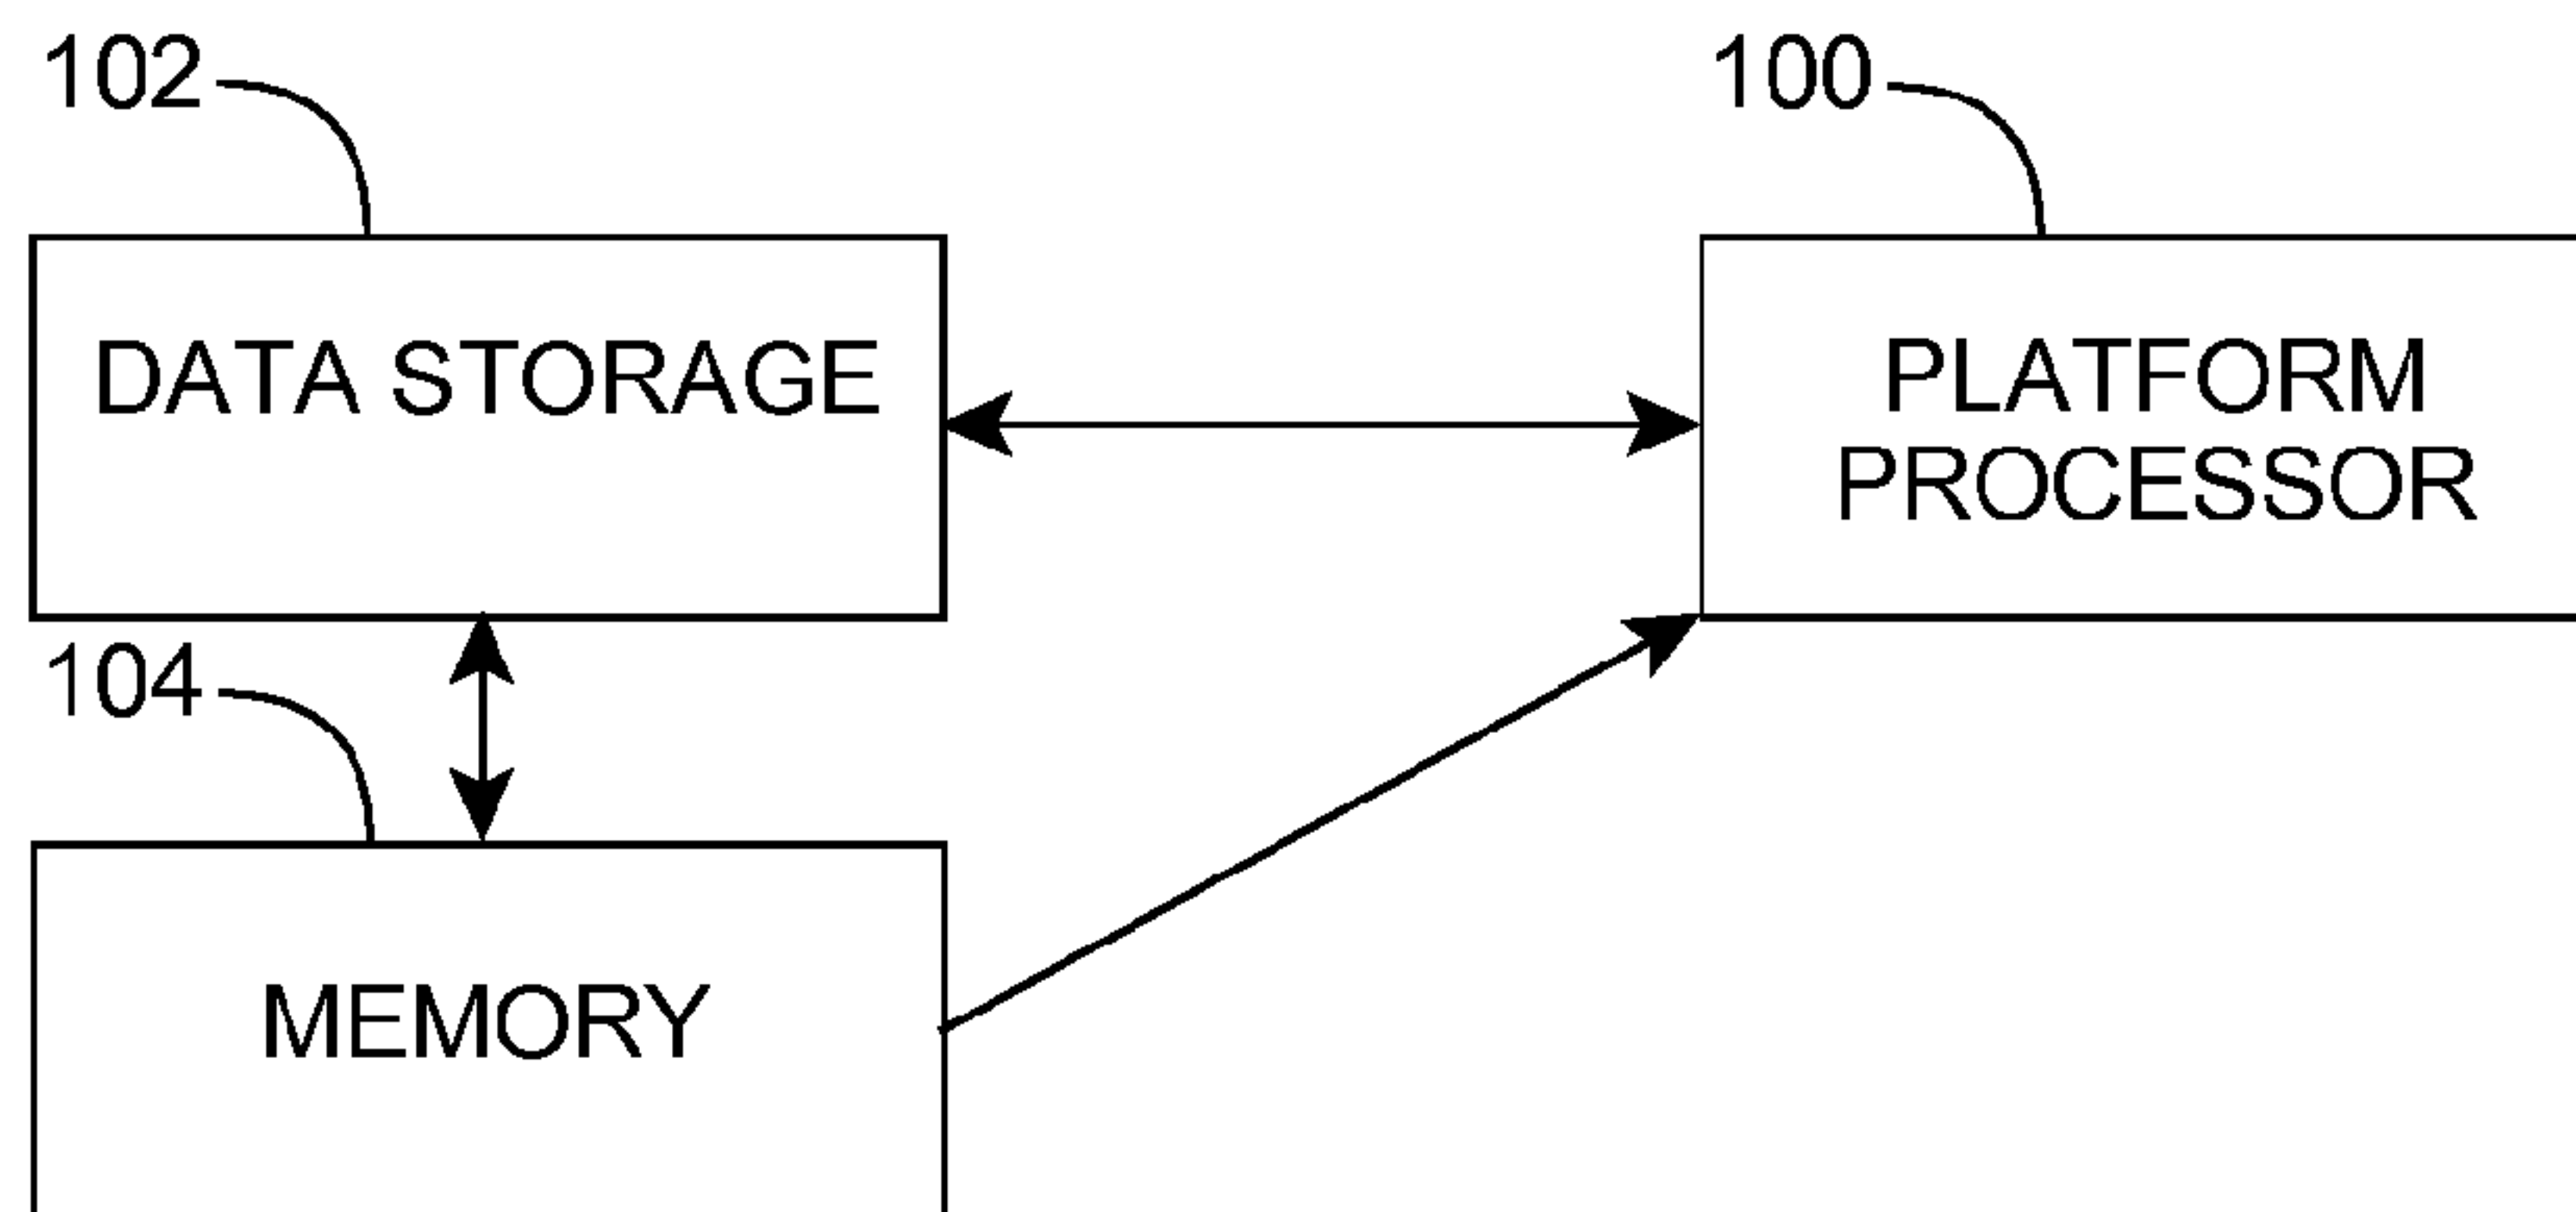 102
100
DATA STORAGE
PLATFORM
PROCESSOR
104
MEMORY